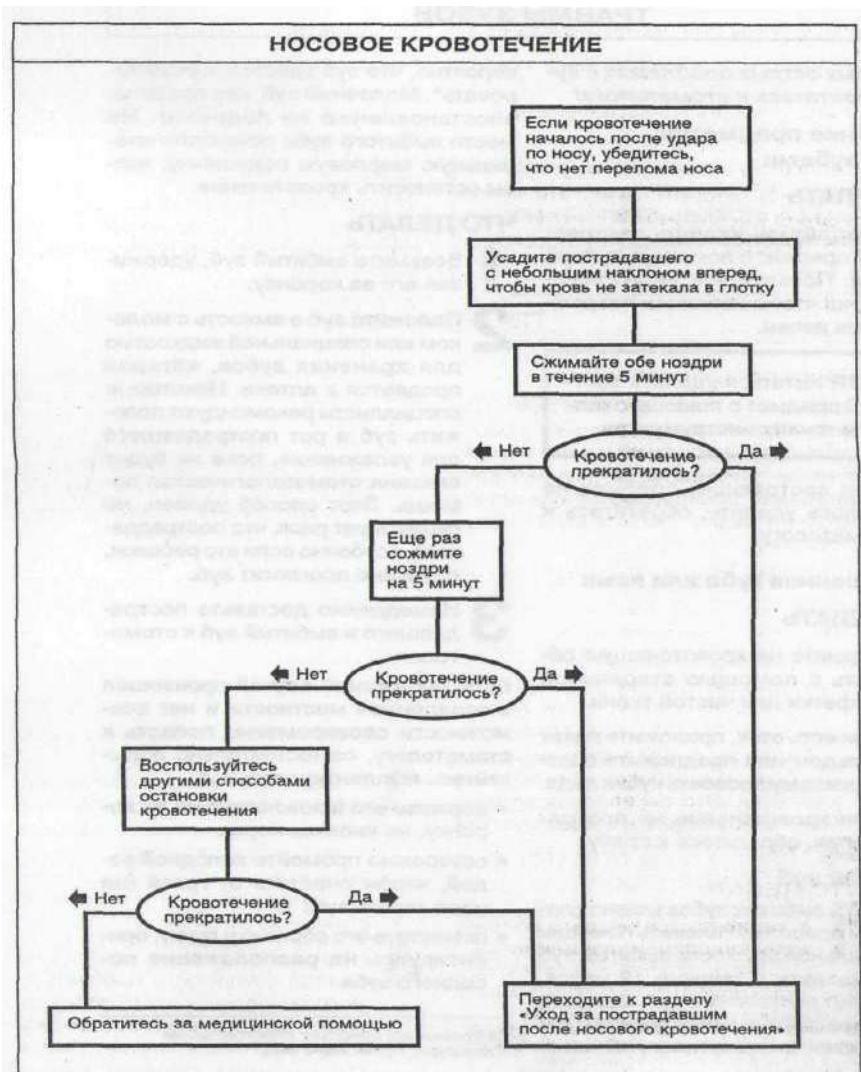 НОСОВОЕ КРОВОТЕЧЕНИЕ
Если кровотечение
началось после удара
по носу, убедитесь,
что нет перелома носа
Усадите пострадавшего
с небольшим наклоном вперед,
чтобы кровь не затекала в глотку
Сжимайте обе ноздри
в течение 5 минут
Нет
Кровотечение
прекратилось?
Да
Еще раз
сожмите
ноздри
на 5 минут
Нет
Кровотечение
прекратилось?
Да
Вользуйтесь
другими способами
остановки
кровотечения
Нет
Кровотечение
прекратилось?
Да
Обратитесь за медицинской помощью
Переходите к разделу
«Уход за пострадавшим
после носового кровотечения»